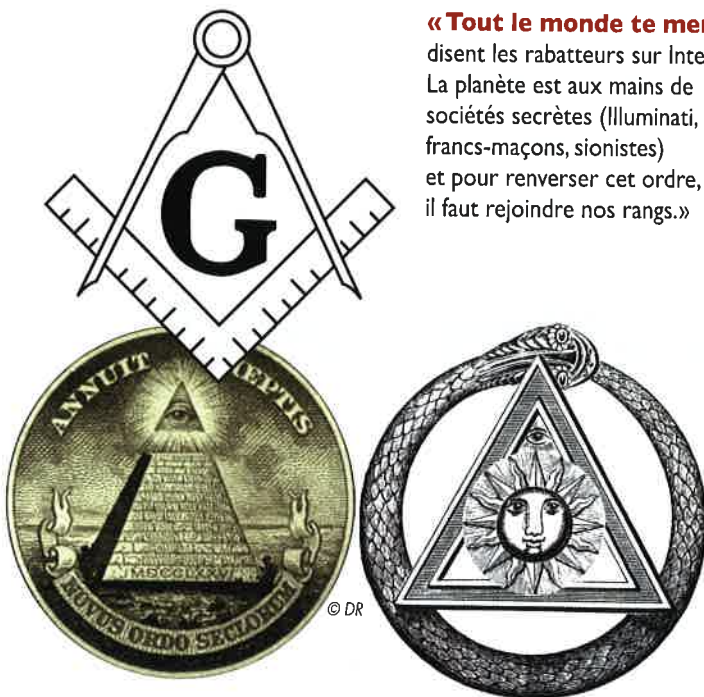 «Tout le monde te
disent les rabatteurs sur
La planète est aux mains de
sociétés secrètes (Illuminati,
francs-maçons, sionistes)
et pour renverser cet ordre,
il faut rejoindre nos rangs.»
G
ANNUIT CŒPTIS
MDCCLXXVI
NOVUS ORDO SECLORUM
© DR